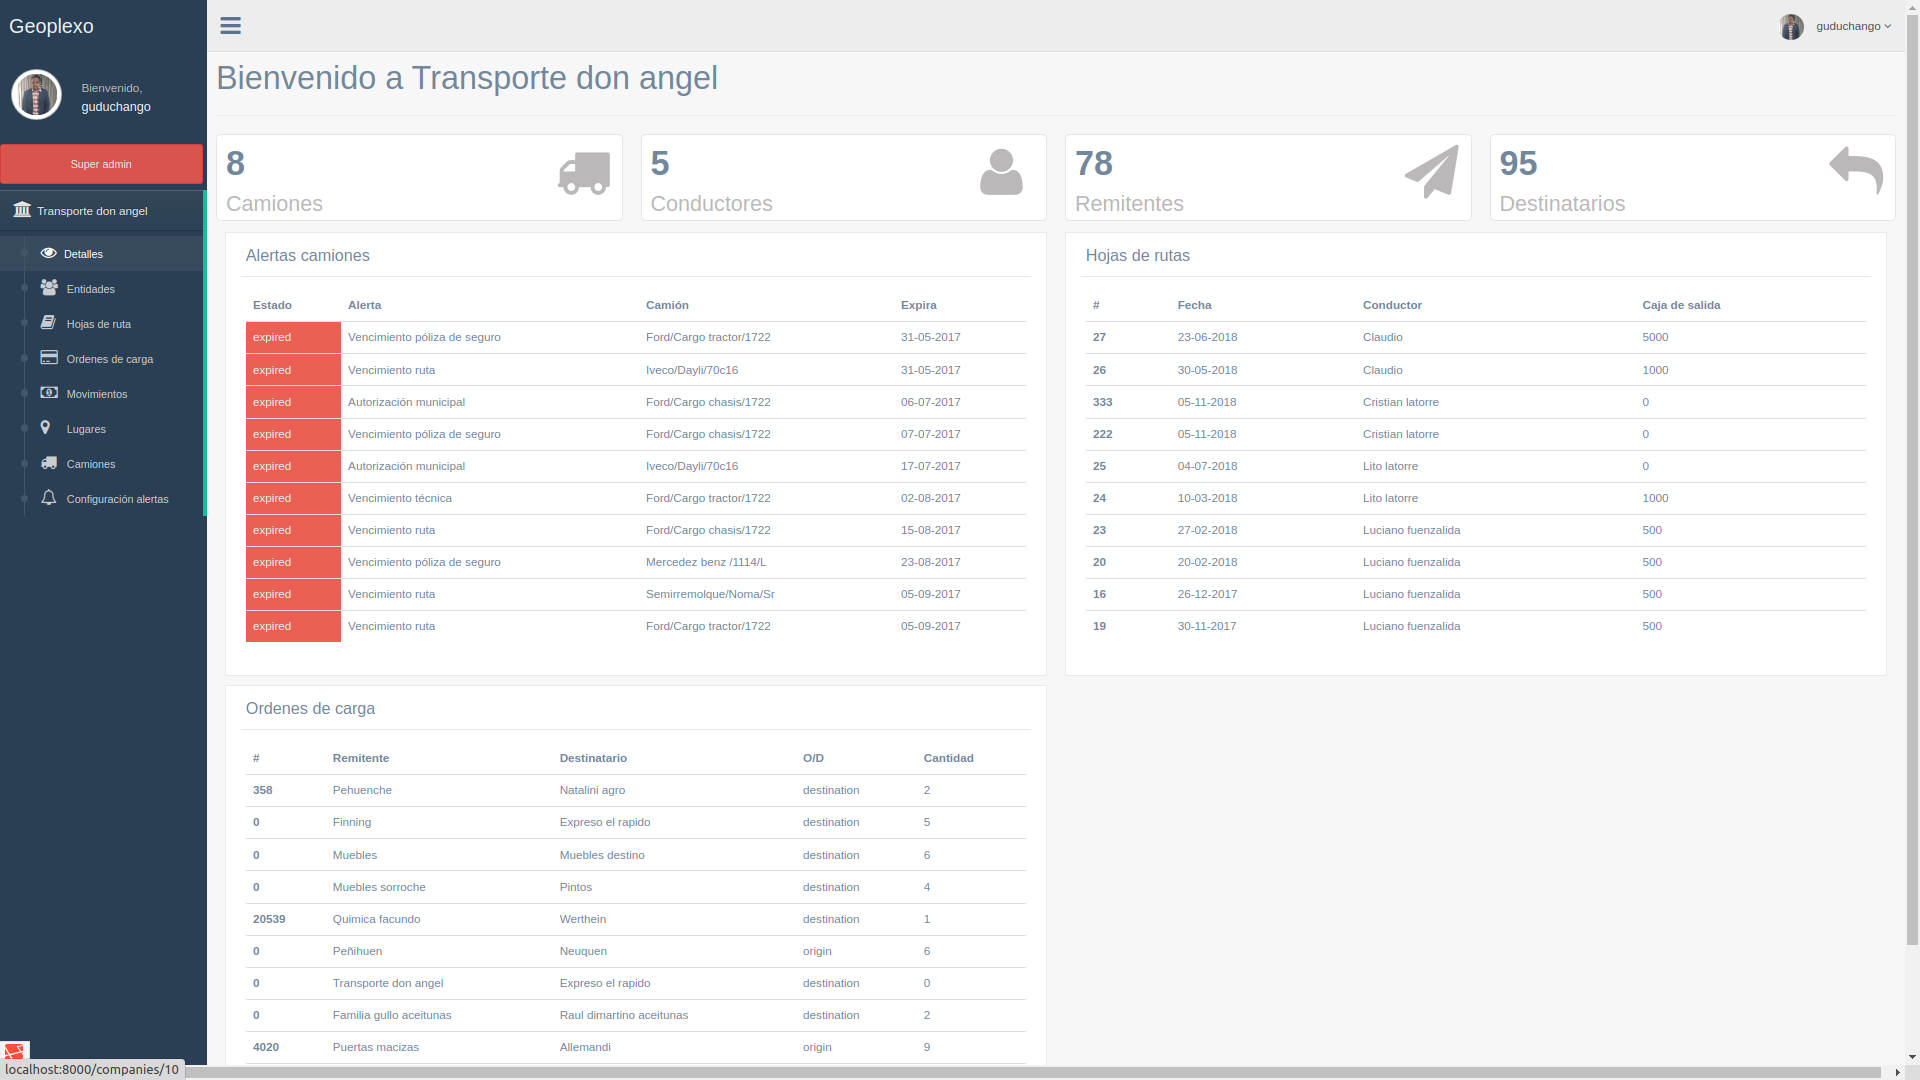 Geoplexo
guduchango
Bienvenido,
guduchango
Super admin
Transporte don angel
Detalles
Entidades
Hojas de ruta
Ordenes de carga
Movimientos
Lugares
Camiones
Configuración alertas
Bienvenido a Transporte don angel
8
Camiones
5
Conductores
78
Remitentes
95
Destinatarios
Alertas camiones
Estado Alerta Camión Expira
expired Vencimiento póliza de seguro Ford/Cargo tractor/1722 31-05-2017
expired Vencimiento ruta Iveco/Dayli/70c16 31-05-2017
expired Autorización municipal Ford/Cargo chasis/1722 06-07-2017
expired Vencimiento póliza de seguro Ford/Cargo chasis/1722 07-07-2017
expired Autorización municipal Iveco/Dayli/70c16 17-07-2017
expired Vencimiento técnica Ford/Cargo tractor/1722 02-08-2017
expired Vencimiento ruta Ford/Cargo chasis/1722 15-08-2017
expired Vencimiento póliza de seguro Mercedez benz /1114/L 23-08-2017
expired Vencimiento ruta Semirremolque/Noma/Sr 05-09-2017
expired Vencimiento ruta Ford/Cargo tractor/1722 05-09-2017
Hojas de rutas
# Fecha Conductor Caja de salida
27 23-06-2018 Claudio 5000
26 30-05-2018 Claudio 1000
333 05-11-2018 Cristian latorre 0
222 05-11-2018 Cristian latorre 0
25 04-07-2018 Lito latorre 0
24 10-03-2018 Lito latorre 1000
23 27-02-2018 Luciano fuenzalida 500
20 20-02-2018 Luciano fuenzalida 500
16 26-12-2017 Luciano fuenzalida 500
19 30-11-2017 Luciano fuenzalida 500
Ordenes de carga
# Remitente Destinatario O/D Cantidad
358 Pehuenche Natalini agro destination 2
0 Finning Expreso el rapido destination 5
0 Muebles Muebles destino destination 6
0 Muebles sorroche Pintos destination 4
20539 Quimica facundo Werthein destination 1
0 Peñihuen Neuquen origin 6
0 Transporte don angel Expreso el rapido destination 0
0 Familia gullo aceitunas Raul dimartino aceitunas destination 2
4020 Puertas macizas Allemandi origin 9
localhost:8000/companies/10